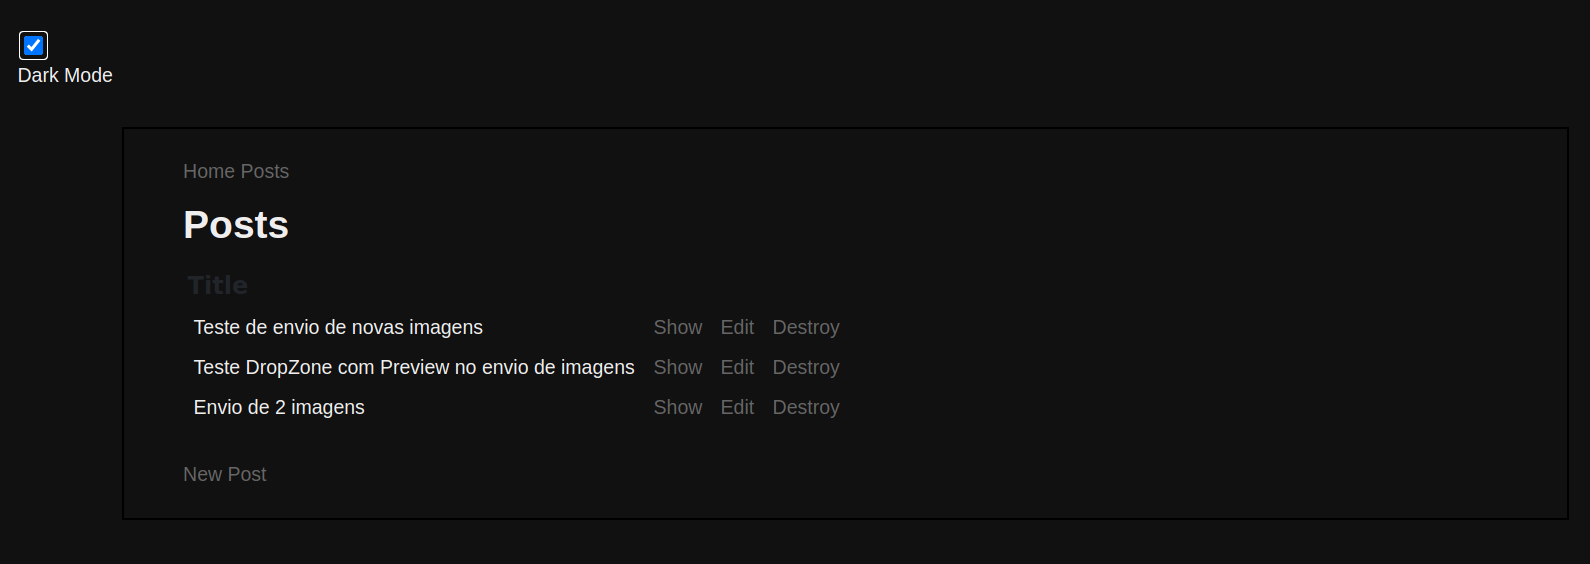 Dark Mode
Home Posts
Posts
Title
Teste de envio de novas imagens Show Edit Destroy
Teste DropZone com Preview no envio de imagens Show Edit Destroy
Envio de 2 imagens Show Edit Destroy
New Post